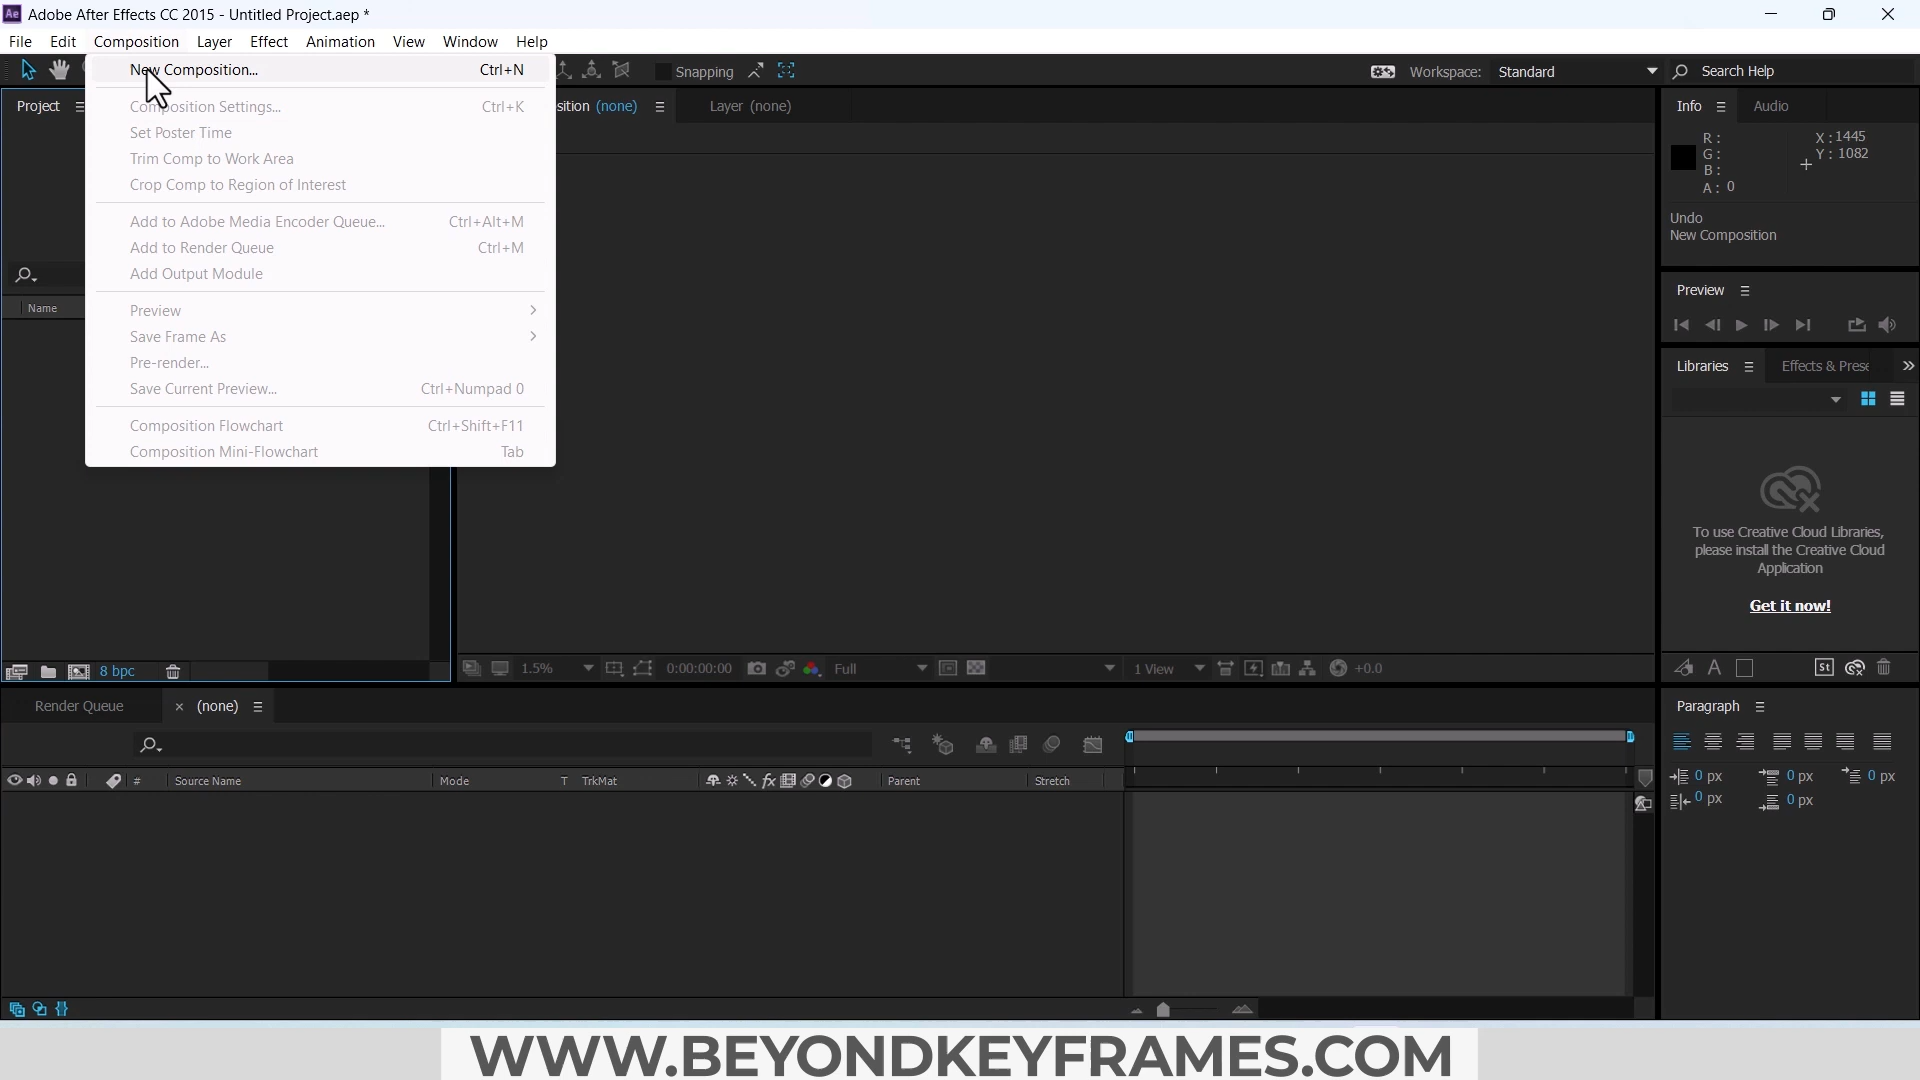 Adobe After Effects CC 2015 - Untitled Project.aep *
File Edit Composition Layer Effect Animation View Window Help
New Composition... Ctrl+N
Snapping
Workspace: Standard
Search Help
Project
Composition Settings... Ctrl+K
(none)
Layer (none)
Info
Audio
Set Poster Time
Trim Comp to Work Area
Crop Comp to Region of Interest
R :
G :
B :
A : 0
X : 1445
Y : 1082
Undo
New Composition
Add to Adobe Media Encoder Queue... Ctrl+Alt+M
Add to Render Queue Ctrl+M
Add Output Module
Name
Preview
Save Frame As
Pre-render...
Save Current Preview... Ctrl+Numpad 0
Composition Flowchart Ctrl+Shift+F11
Composition Mini-Flowchart Tab
Preview
Libraries
Effects &
To use Creative Cloud Libraries,
please install the Creative Cloud
Application
Get it now!
8 bpc
1.5% 0:00:00:00 Full 1 View +0.0
St
Render Queue
(none)
# Source Name Mode T TrkMat fx Parent Stretch
Paragraph
0 px 0 px 0 px
0 px 0 px
WWW.BEYONDKEYFRAMES.COM